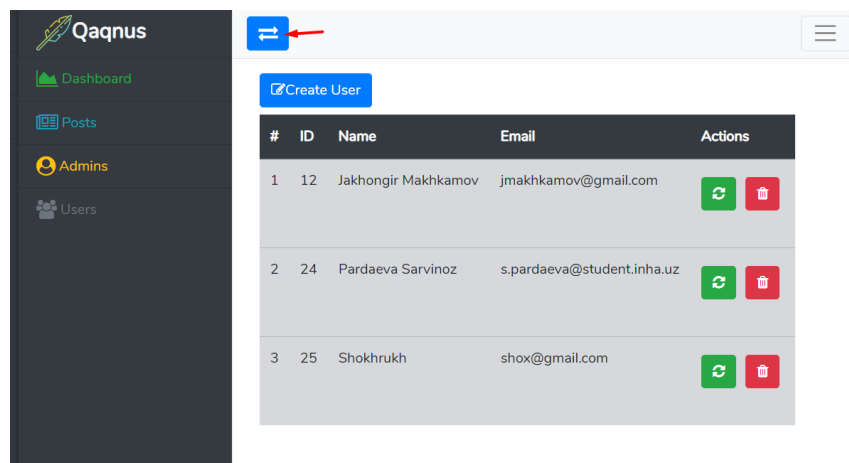 Qaqnus
Dashboard
Posts
Admins
Users
Create User
# ID Name Email Actions
1 12 Jakhongir Makhkamov jmakhkamov@gmail.com
2 24 Pardaeva Sarvinoz s.pardaeva@student.inha.uz
3 25 Shokhrukh shox@gmail.com